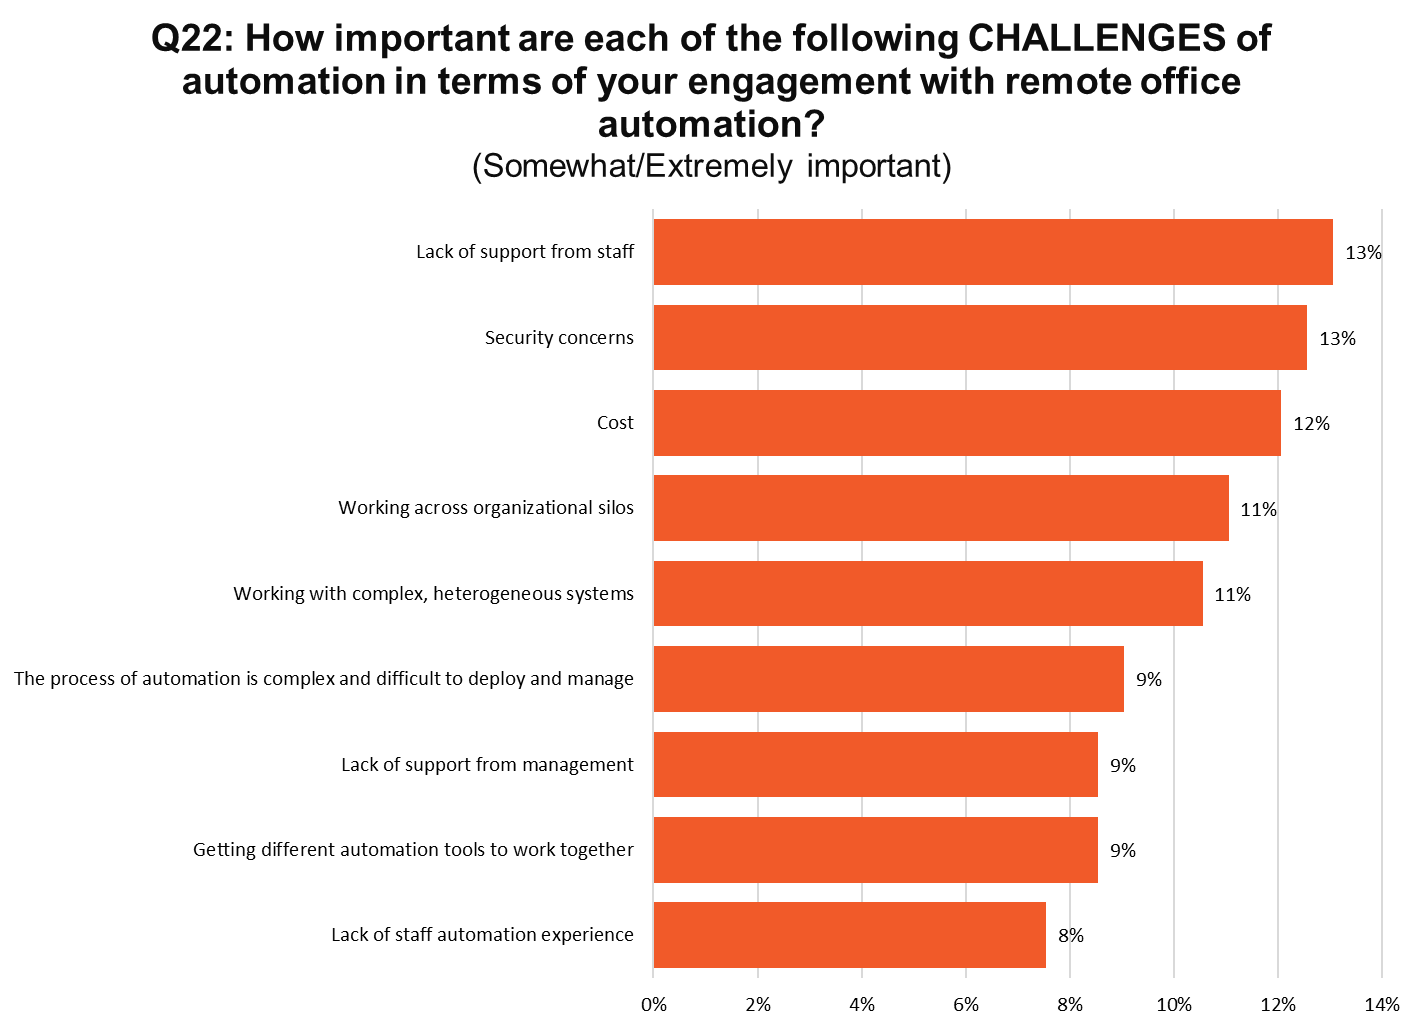 Q22: How important are each of the following CHALLENGES of
automation in terms of your engagement with remote office
automation?
(Somewhat/Extremely important)
Lack of support from staff 13%
Security concerns 13%
Cost 12%
Working across organizational silos 11%
Working with complex, heterogeneous systems 11%
The process of automation is complex and difficult to deploy and manage 9%
Lack of support from management 9%
Getting different automation tools to work together 9%
Lack of staff automation experience 8%
0% 2% 4% 6% 8% 10% 12% 14%